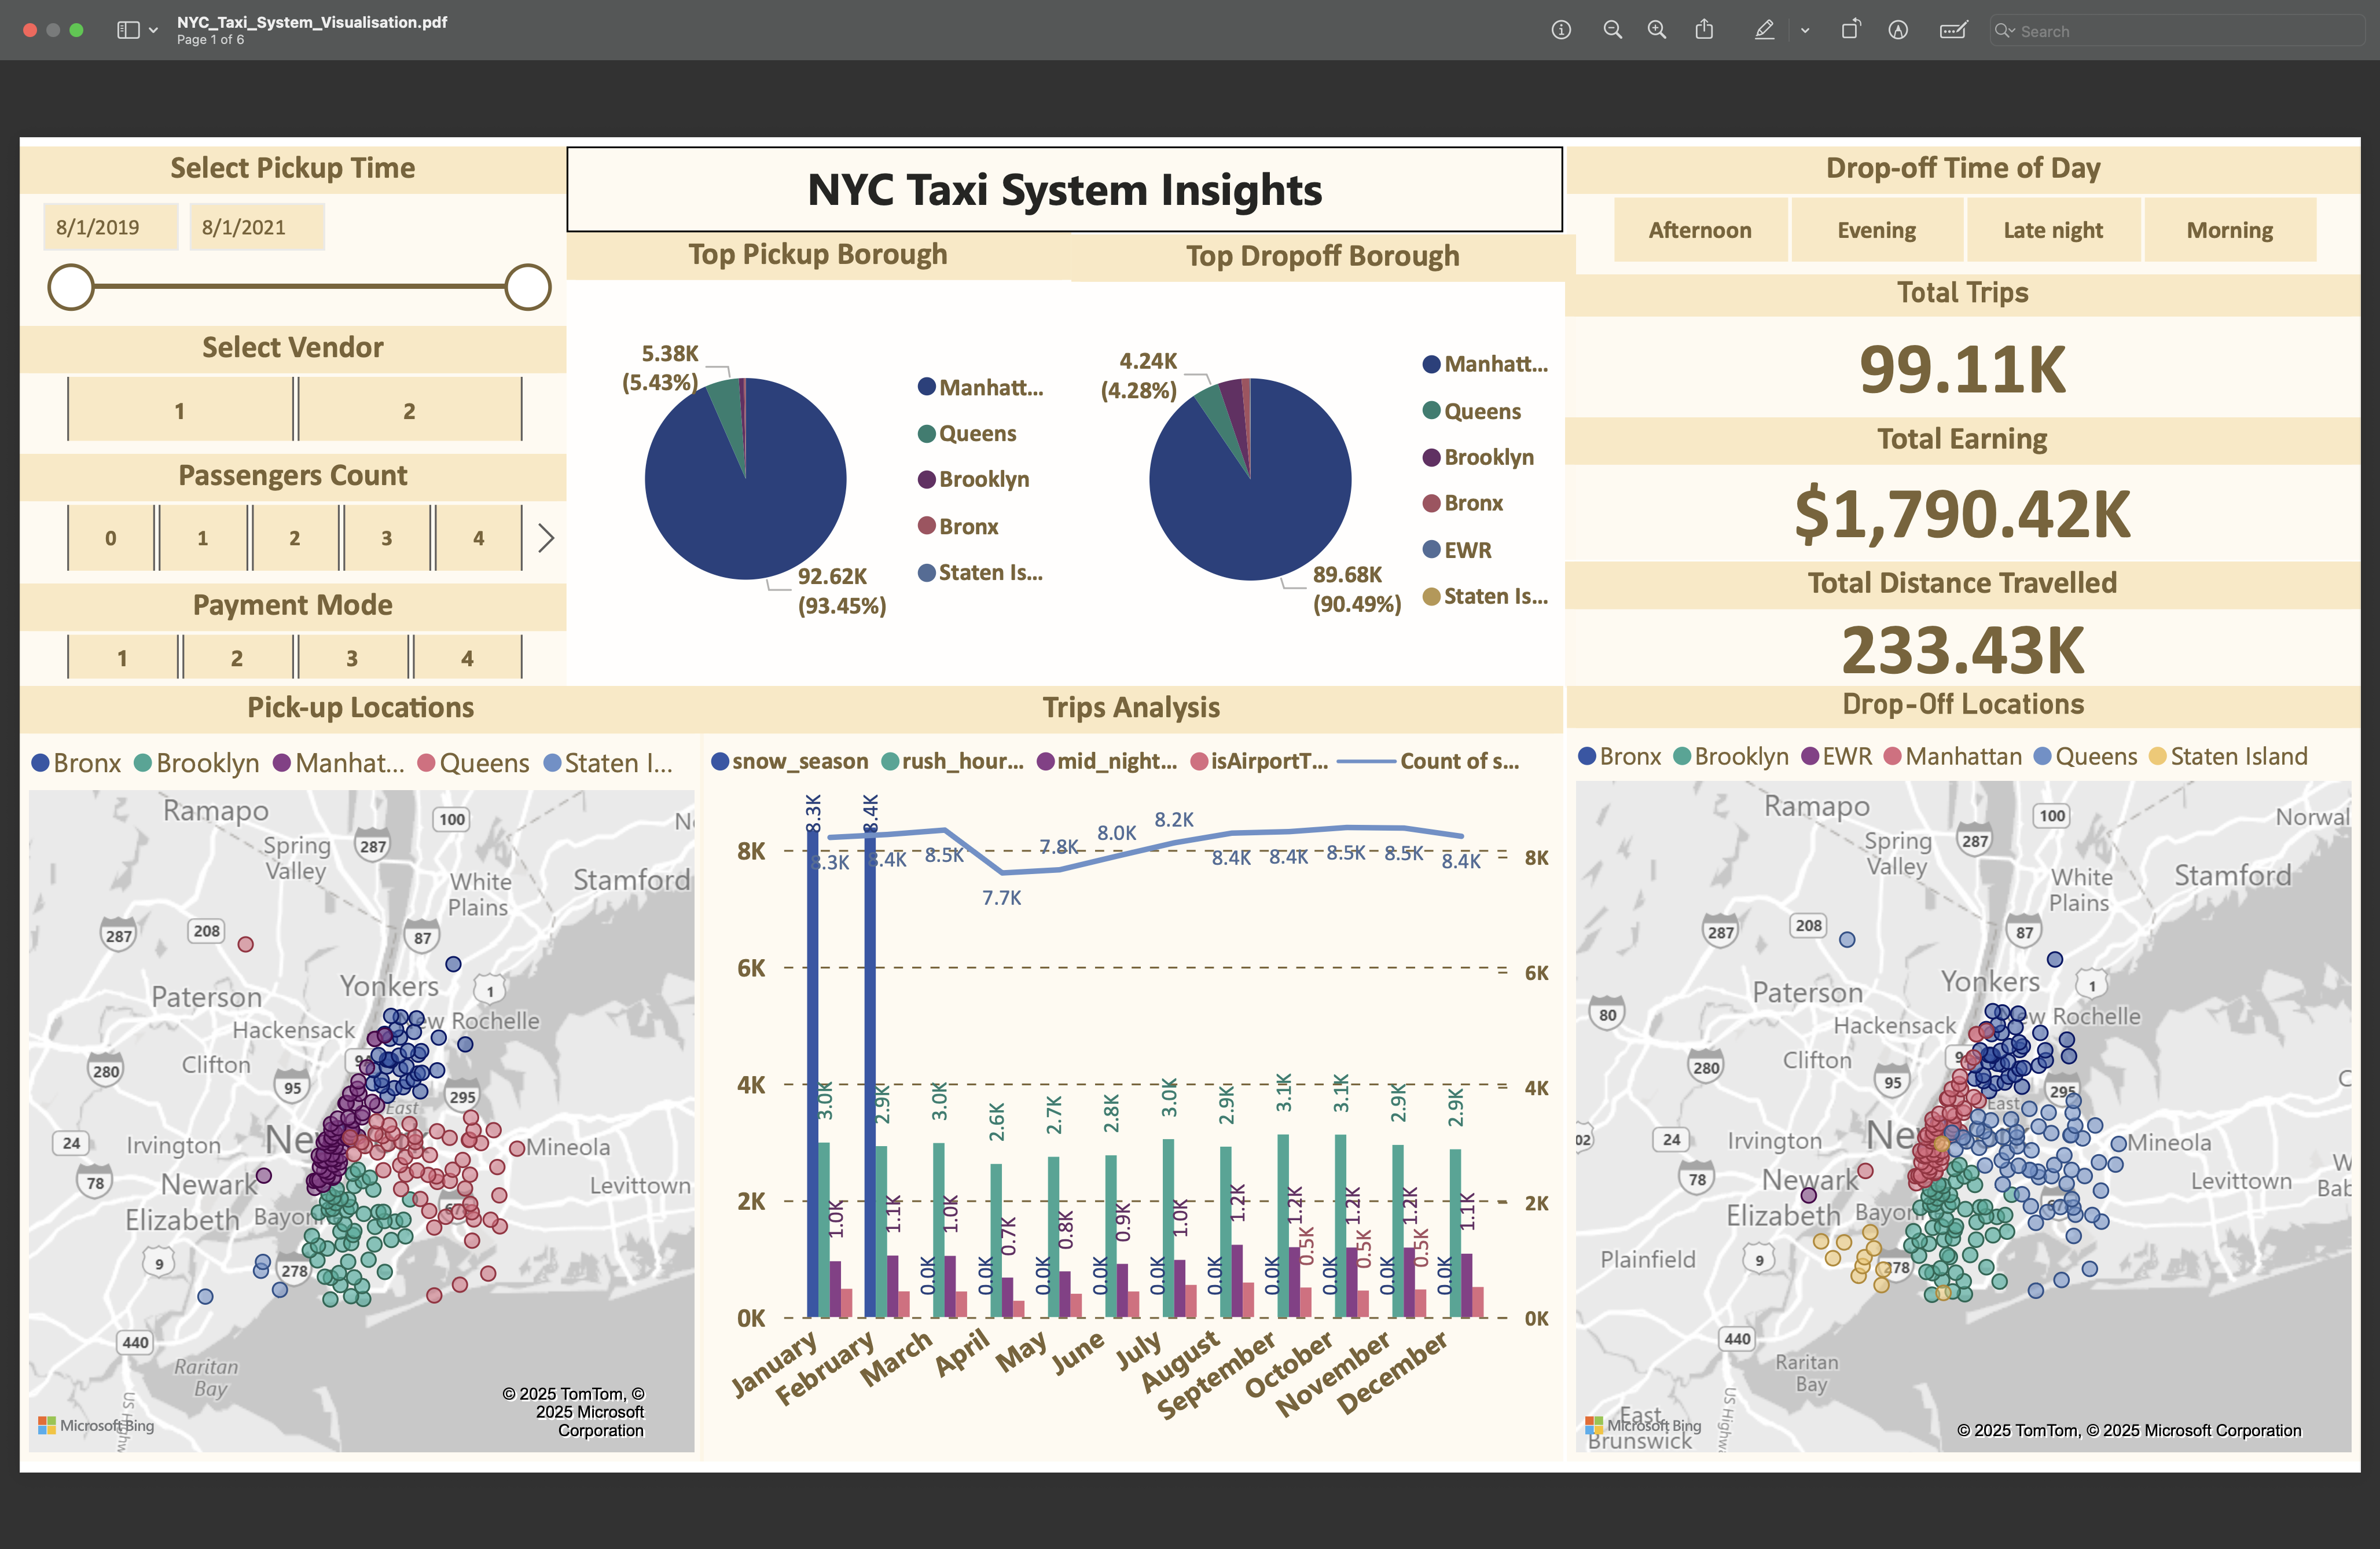 NYC_Taxi_System_Visualisation.pdf
Page 1 of 6
Search
Select Pickup Time
8/1/2019 8/1/2021
Select Vendor
1 2
Passengers Count
0 1 2 3 4
Payment Mode
1 2 3 4
NYC Taxi System Insights
Top Pickup Borough
5.38K
(5.43%)
92.62K
(93.45%)
Manhatt...
Queens
Brooklyn
Bronx
Staten Is...
Top Dropoff Borough
4.24K
(4.28%)
89.68K
(90.49%)
Manhatt...
Queens
Brooklyn
Bronx
EWR
Staten Is...
Drop-off Time of Day
Afternoon Evening Late night Morning
Total Trips
99.11K
Total Earning
$1,790.42K
Total Distance Travelled
233.43K
Pick-up Locations
Bronx Brooklyn Manhat... Queens Staten I...
Ramapo
100
Spring
Valley
287
White
Plains
Stamford
287
208
87
Yonkers
1
Paterson
Hackensack
ew Rochelle
Clifton
280
95
295
East
24
Irvington
Ne
Mineola
78
Newark
Levittown
Elizabeth
Bayon
9
278
440
Raritan
Bay
US Highw
Microsoft Bing
© 2025 TomTom, ©
2025 Microsoft
Corporation
Trips Analysis
snow_season rush_hour... mid_night... isAirportT... Count of s...
8K
6K
4K
2K
0K
8.3K 8.4K
8.3K 8.4K 8.5K 7.7K 7.8K 8.0K 8.2K 8.4K 8.4K 8.5K 8.5K 8.4K
3.0K 2.9K 3.0K 2.6K 2.7K 2.8K 3.0K 2.9K 3.1K 3.1K 2.9K 2.9K
1.0K 1.1K 1.0K 0.7K 0.8K 0.9K 1.0K 1.2K 1.2K 1.2K 1.2K 1.1K
0.5K 0.5K 0.5K
0.0K 0.0K 0.0K 0.0K 0.0K 0.0K 0.0K 0.0K 0.0K 0.0K
8K
6K
4K
2K
0K
January February March April May June July August September October November December
Drop-Off Locations
Bronx Brooklyn EWR Manhattan Queens Staten Island
Ramapo
100
Norwal
Spring
Valley
287
White
Plains
Stamford
287
208
87
Yonkers
1
80
Paterson
Hackensack
ew Rochelle
Clifton
280
95
295
East
02
24
Irvington
New
Mineola
78
Newark
Levittown
Elizabeth
Bayon
Plainfield
9
278
440
Raritan
Bay
US Highw
East
Brunswick
Microsoft Bing
© 2025 TomTom, © 2025 Microsoft Corporation